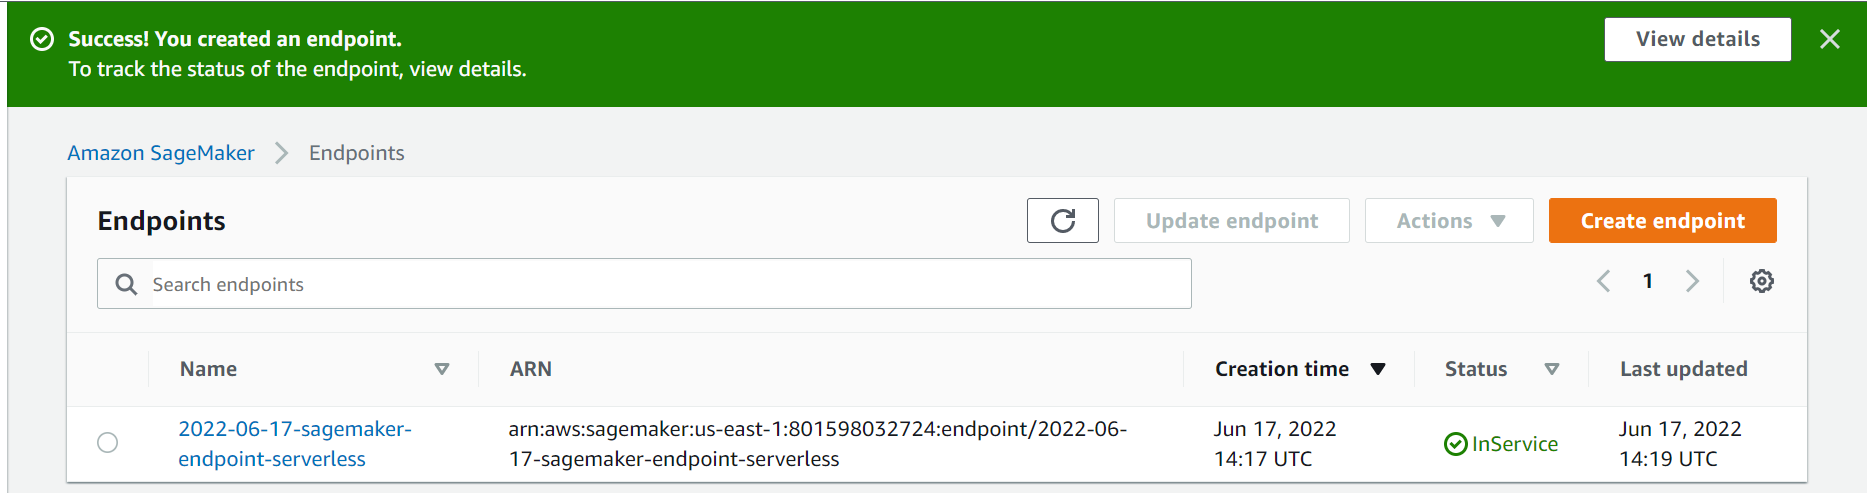 Success! You created an endpoint.
To track the status of the endpoint, view details.
View details
Amazon SageMaker
Endpoints
Endpoints
Update endpoint
Actions
Create endpoint
Search endpoints
1
Name
ARN
Creation time
Status
Last updated
2022-06-17-sagemaker-
endpoint-serverless
arn:aws:sagemaker:us-east-1:801598032724:endpoint/2022-06-
17-sagemaker-endpoint-serverless
Jun 17, 2022
14:17 UTC
InService
Jun 17, 2022
14:19 UTC